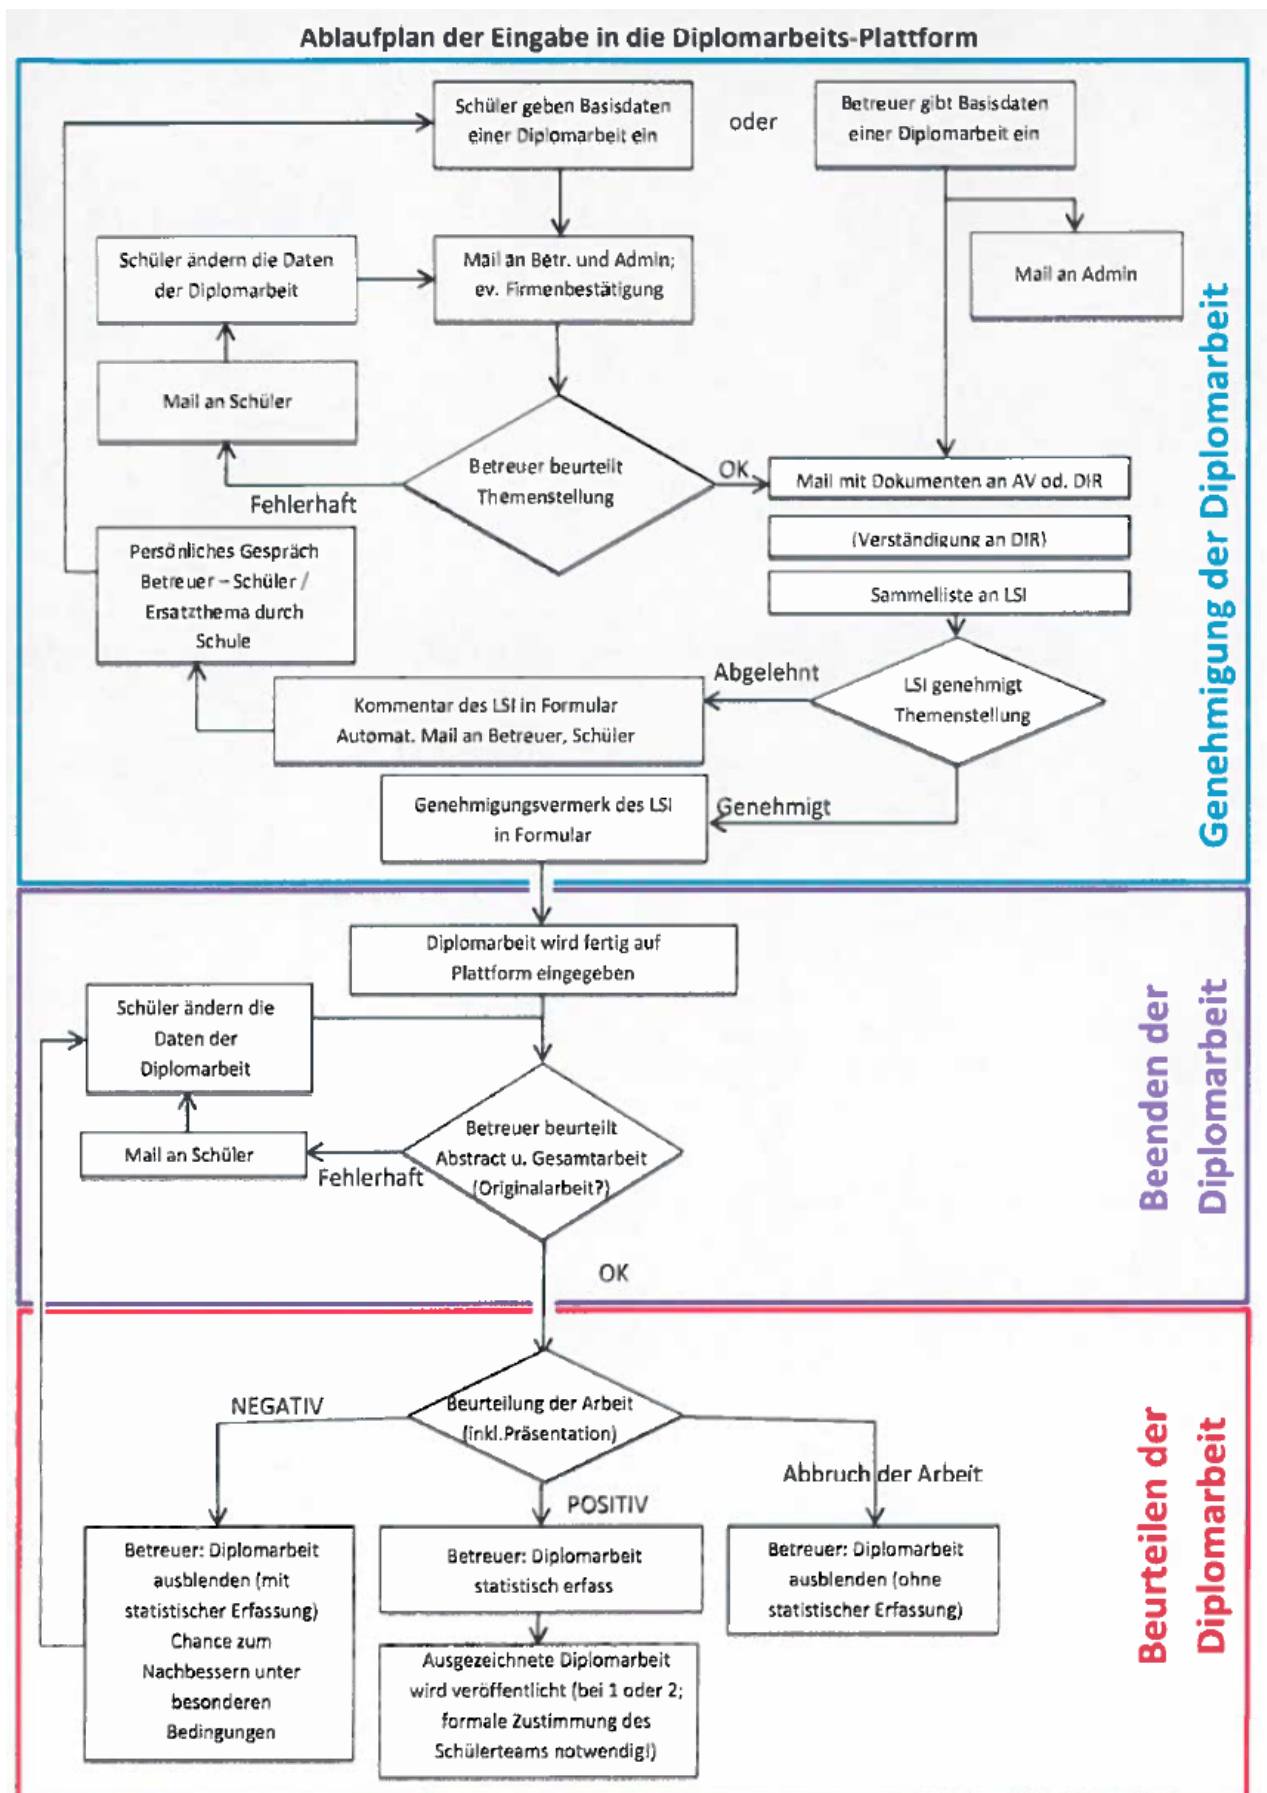 Ablaufplan der Eingabe in die Diplomarbeits-Plattform
Schüler geben Basisdaten
einer Diplomarbeit ein
oder
Betreuer gibt Basisdaten
einer Diplomarbeit ein
Schüler ändern die Daten
der Diplomarbeit
Mail an Betr. und Admin;
ev. Firmenbestätigung
Mail an Admin
Mail an Schüler
Betreuer beurteilt
Themenstellung
Fehlerhaft
OK
Mail mit Dokumenten an AV od. DIR
(Verständigung an DIR)
Sammelliste an LSI
Persönliches Gespräch
Betreuer – Schüler /
Ersatzthema durch
Schule
Abgelehnt
LSI genehmigt
Themenstellung
Kommentar des LSI in Formular
Automat. Mail an Betreuer, Schüler
Genehmigungsvermerk des LSI
in Formular
Genehmigt
Genehmigung der Diplomarbeit
Diplomarbeit wird fertig auf
Plattform eingegeben
Schüler ändern die
Daten der
Diplomarbeit
Mail an Schüler
Fehlerhaft
Betreuer beurteilt
Abstract u. Gesamtarbeit
(Originalarbeit?)
OK
Beenden der
Diplomarbeit
Beurteilung der Arbeit
(inkl.Präsentation)
NEGATIV
POSITIV
Abbruch der Arbeit
Betreuer: Diplomarbeit
ausblenden (mit
statistischer Erfassung)
Chance zum
Nachbessern unter
besonderen
Bedingungen
Betreuer: Diplomarbeit
statistisch erfass
Betreuer: Diplomarbeit
ausblenden (ohne
statistischer Erfassung)
Ausgezeichnete Diplomarbeit
wird veröffentlicht (bei 1 oder 2;
formale Zustimmung des
Schülerteams notwendig!)
Beurteilen der
Diplomarbeit